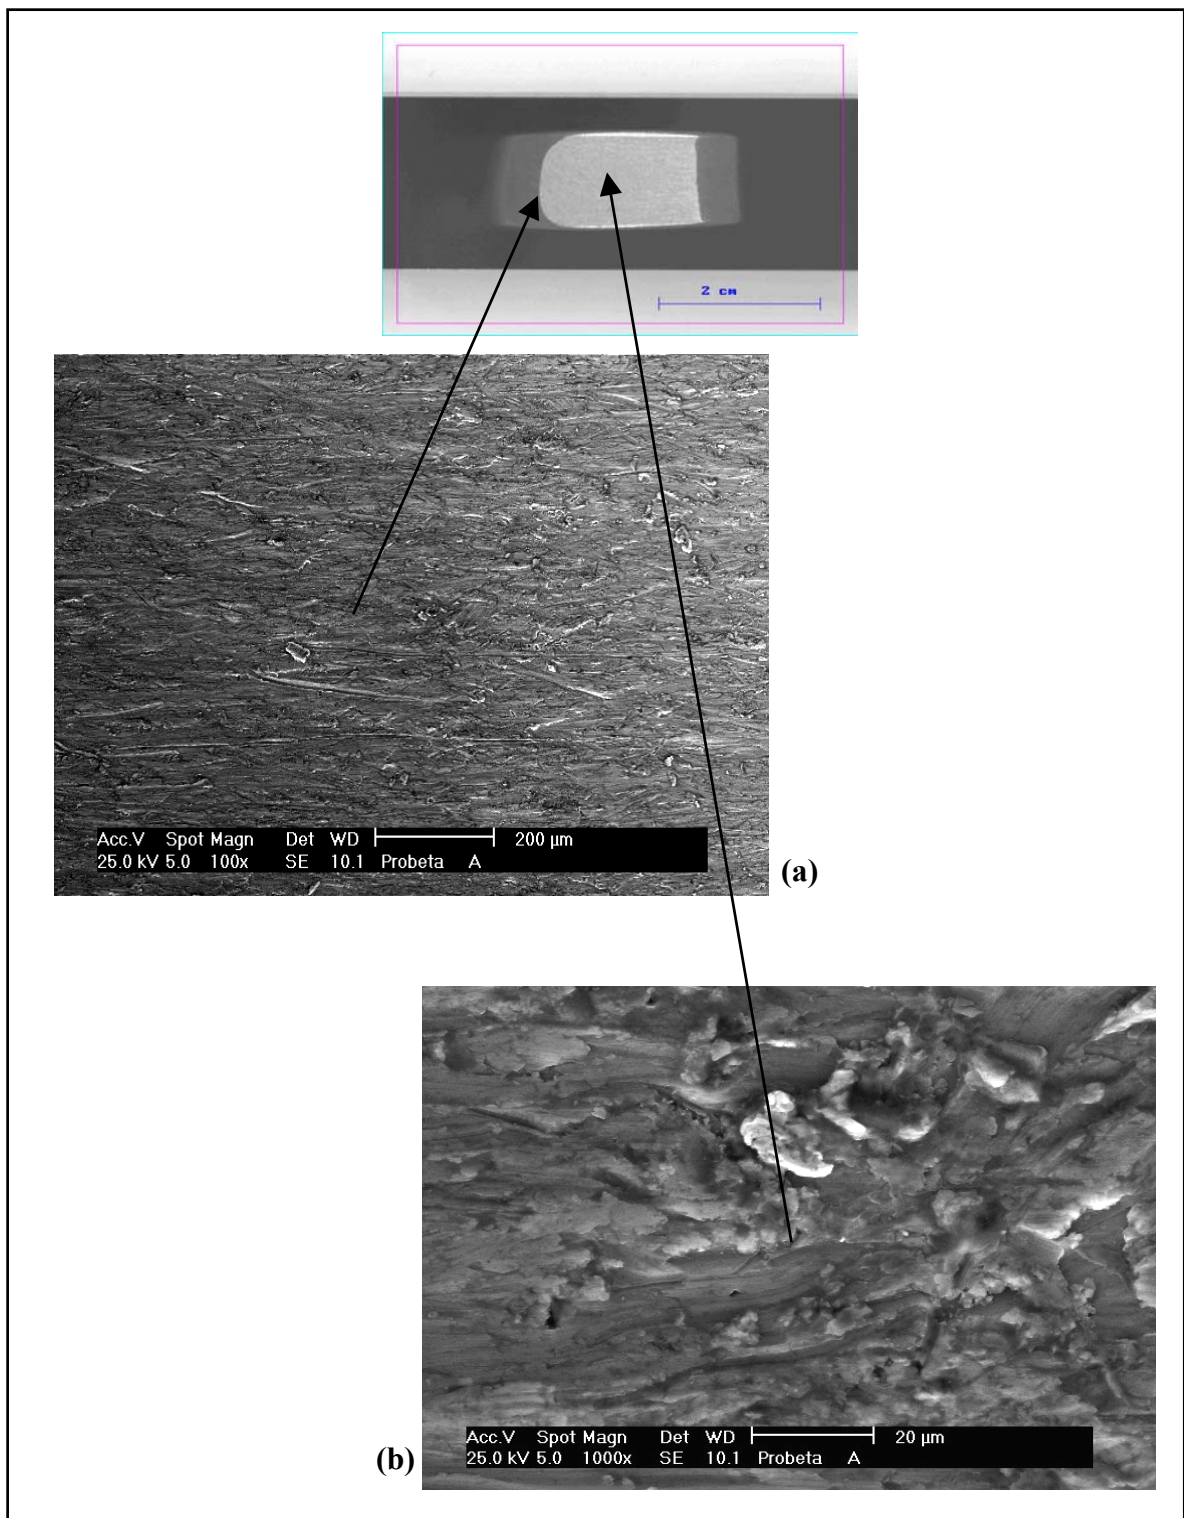 2 cm
Acc.V Spot Magn Det WD 200 µm
25.0 kV 5.0 100x SE 10.1 Probeta A
(a)
Acc.V Spot Magn Det WD 20 µm
25.0 kV 5.0 1000x SE 10.1 Probeta A
(b)